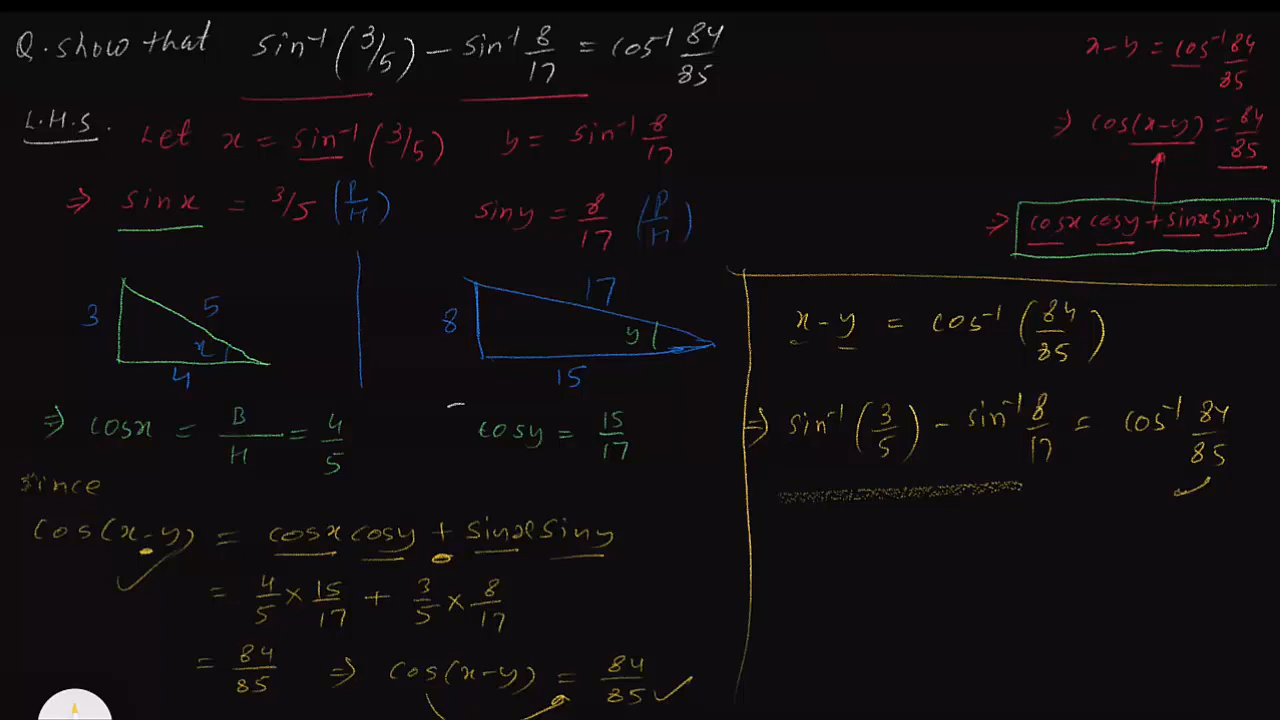 Q. show that sin⁻¹(3/5) − sin⁻¹ 8/17 = cos⁻¹ 84/85
L.H.S. Let x = sin⁻¹(3/5) y = sin⁻¹ 8/17
⇒ sinx = 3/5 (P/H) siny = 8/17 (P/H)
3 5 x 4
8 17 y 15
⇒ cosx = B/H = 4/5 cosy = 15/17
since
cos(x-y) = cosx cosy + sinx siny
= 4/5 × 15/17 + 3/5 × 8/17
= 84/85 ⇒ cos(x-y) = 84/85
x-y = cos⁻¹ 84/85
⇒ cos(x-y) = 84/85
⇒ cosx cosy + sinx siny
x-y = cos⁻¹(84/85)
⇒ sin⁻¹(3/5) − sin⁻¹ 8/17 = cos⁻¹ 84/85